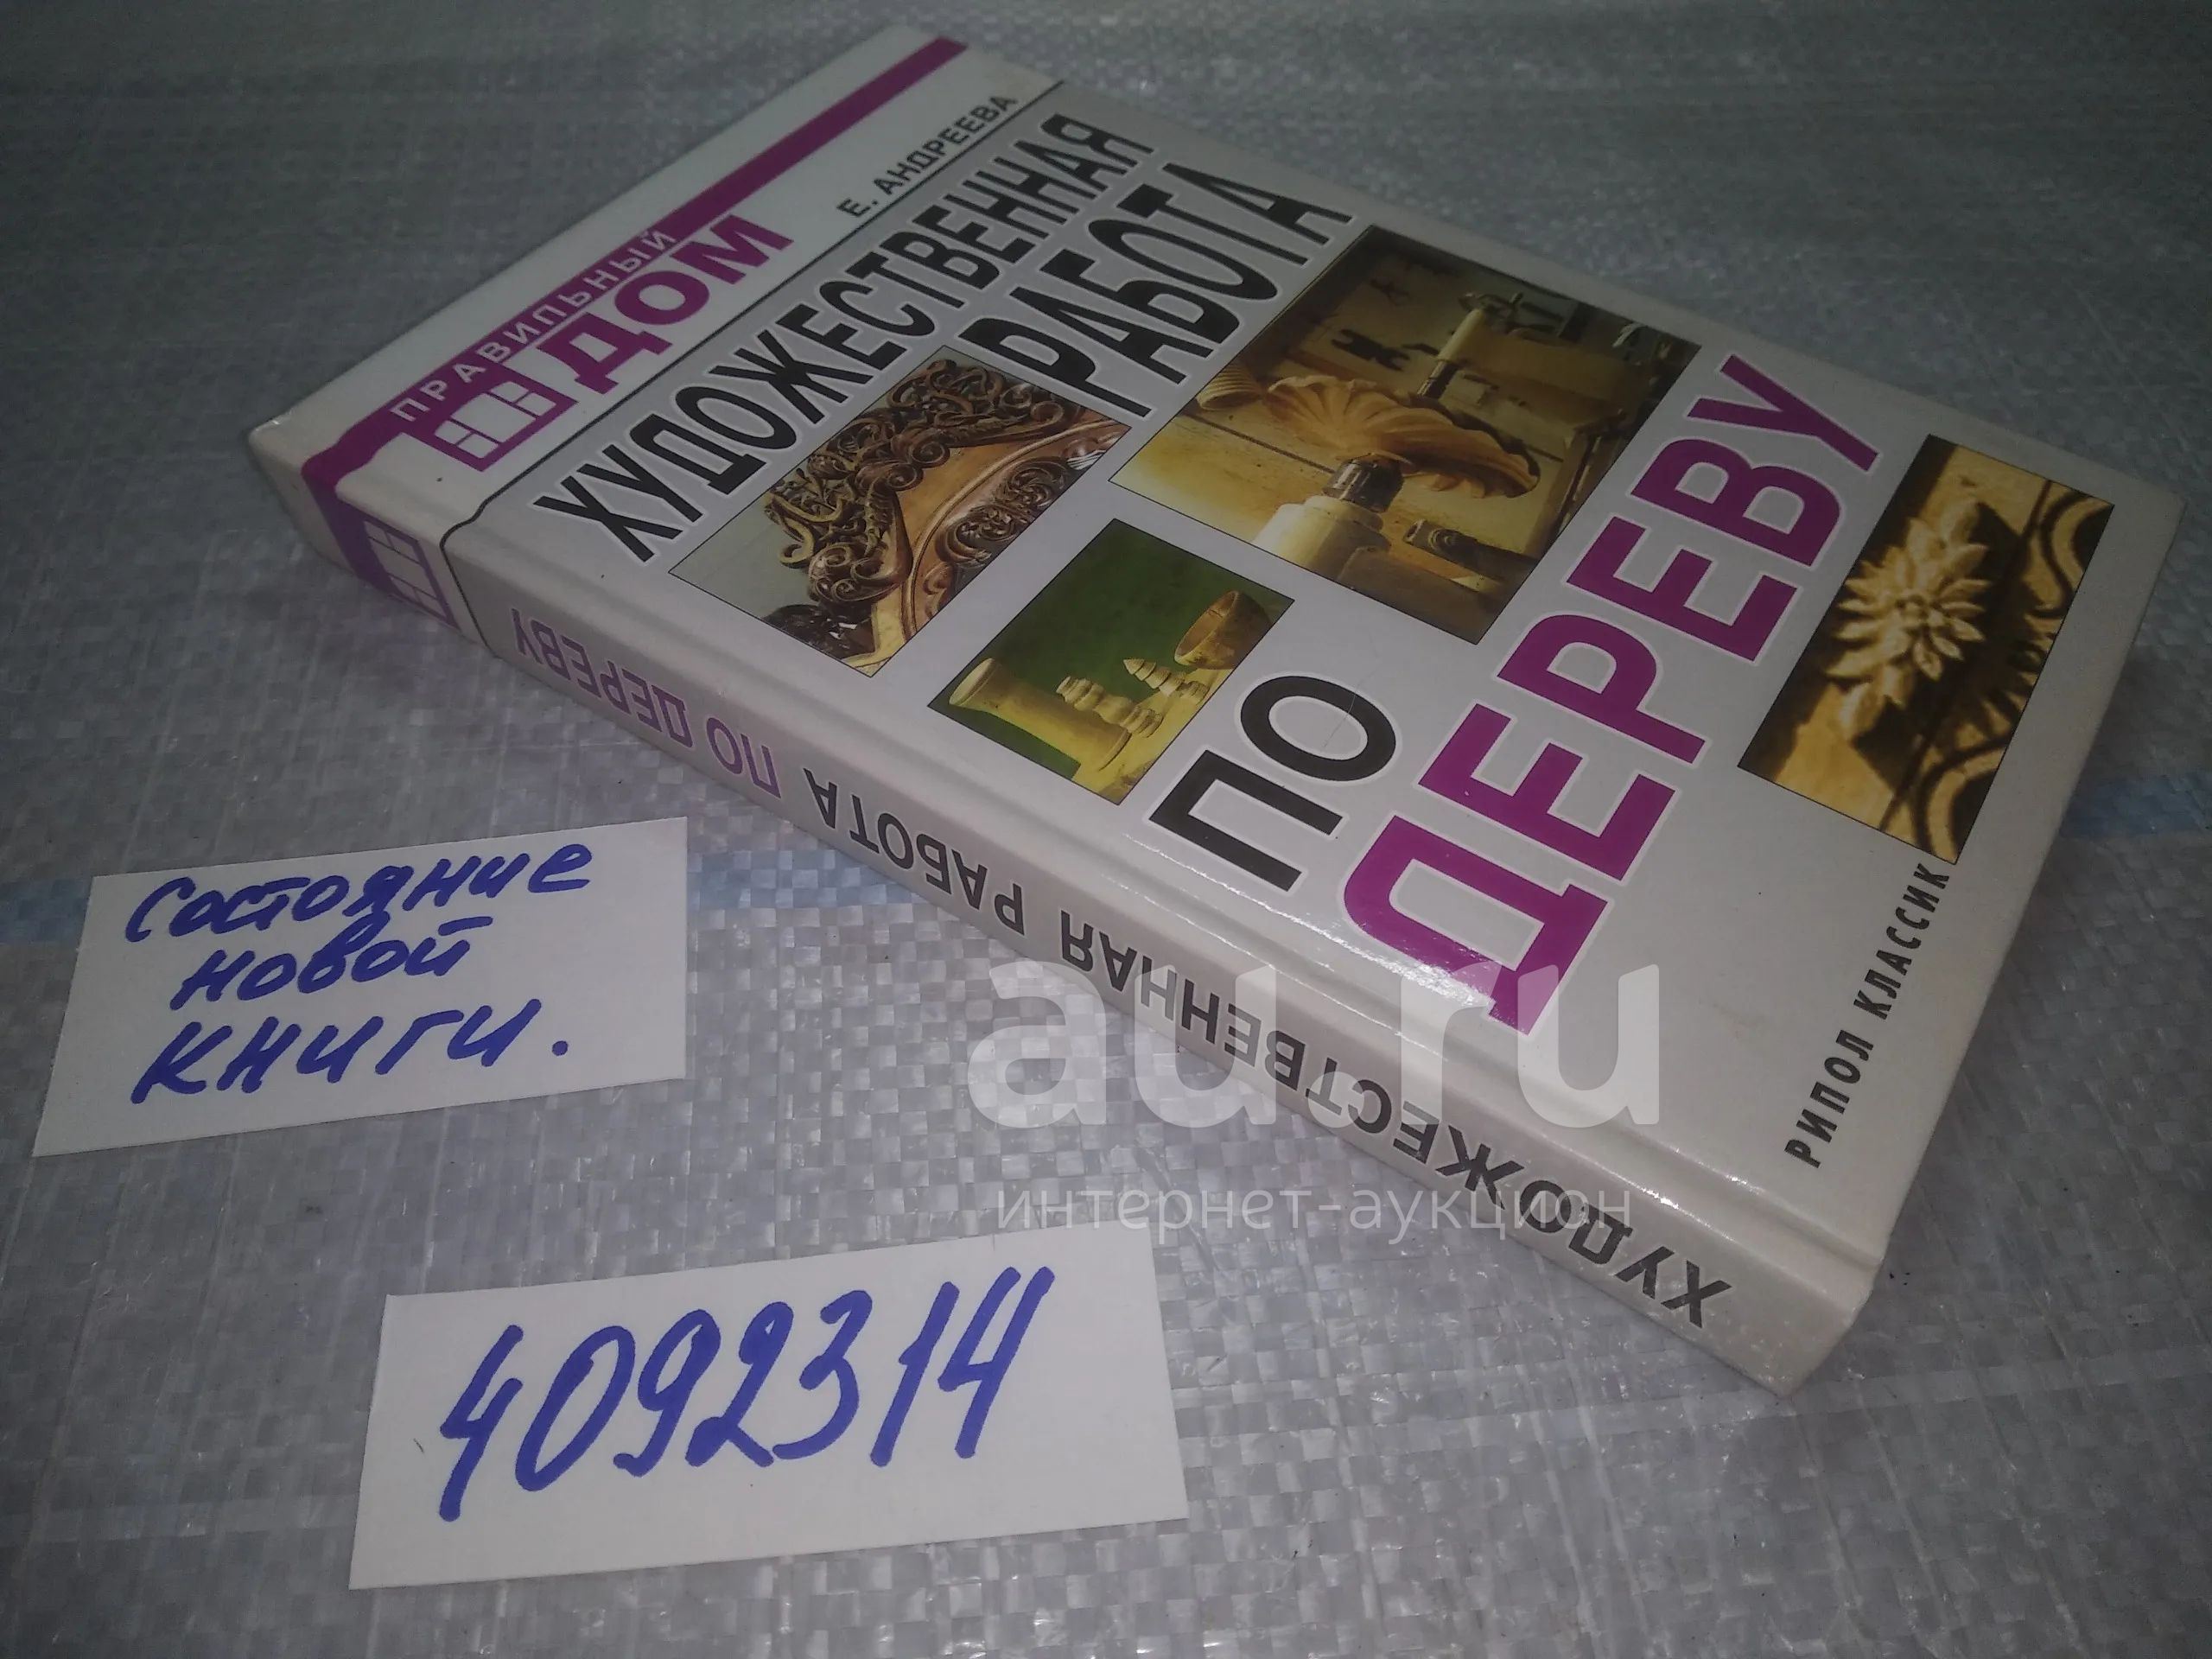 ПРАВИЛЬНЫЙ
ДОМ
Е. АНДРЕЕВА
ХУДОЖЕСТВЕННАЯ
РАБОТА
ПО
ДЕРЕВУ
РИПОЛ КЛАССИК
ХУДОЖЕСТВЕННАЯ РАБОТА ПО ДЕРЕВУ
Состояние
новой
книги.
4092314
au.ru
интернет-аукцион